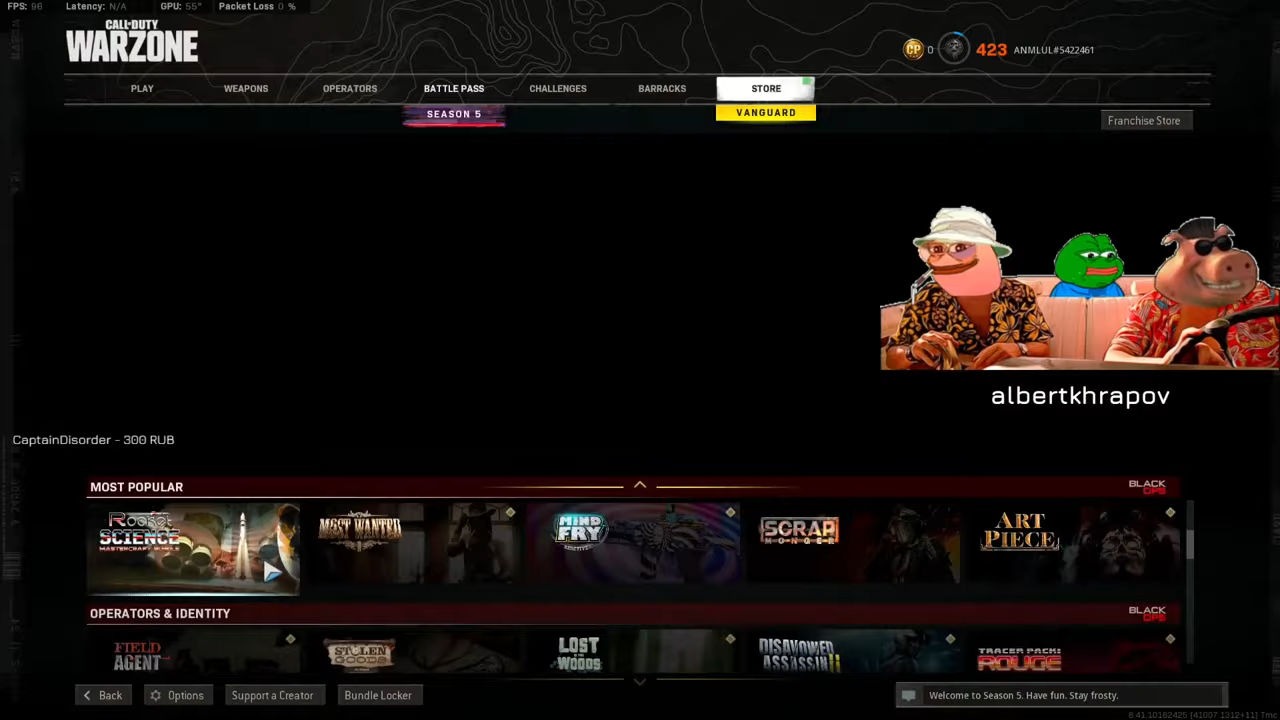 FPS: 96 Latency: N/A GPU: 55° Packet Loss 0 %
CALL OF DUTY
WARZONE
CP 0 423 ANMLUL#5422461
PLAY WEAPONS OPERATORS BATTLE PASS CHALLENGES BARRACKS STORE
SEASON 5 VANGUARD
Franchise Store
albertkhrapov
CaptainDisorder - 300 RUB
MOST POPULAR BLACK OPS
Rocket SCIENCE MASTERCRAFT BUNDLE
MOST WANTED
MIND FRY REACTIVE
SCRAP MONGER
ART PIECE
OPERATORS & IDENTITY BLACK OPS
FIELD AGENT
STOLEN GOODS
LOST WOODS
DISAVOWED ASSASSIN II
TRACER PACK: ROUGE
Back Options Support a Creator Bundle Locker
Welcome to Season 5. Have fun. Stay frosty.